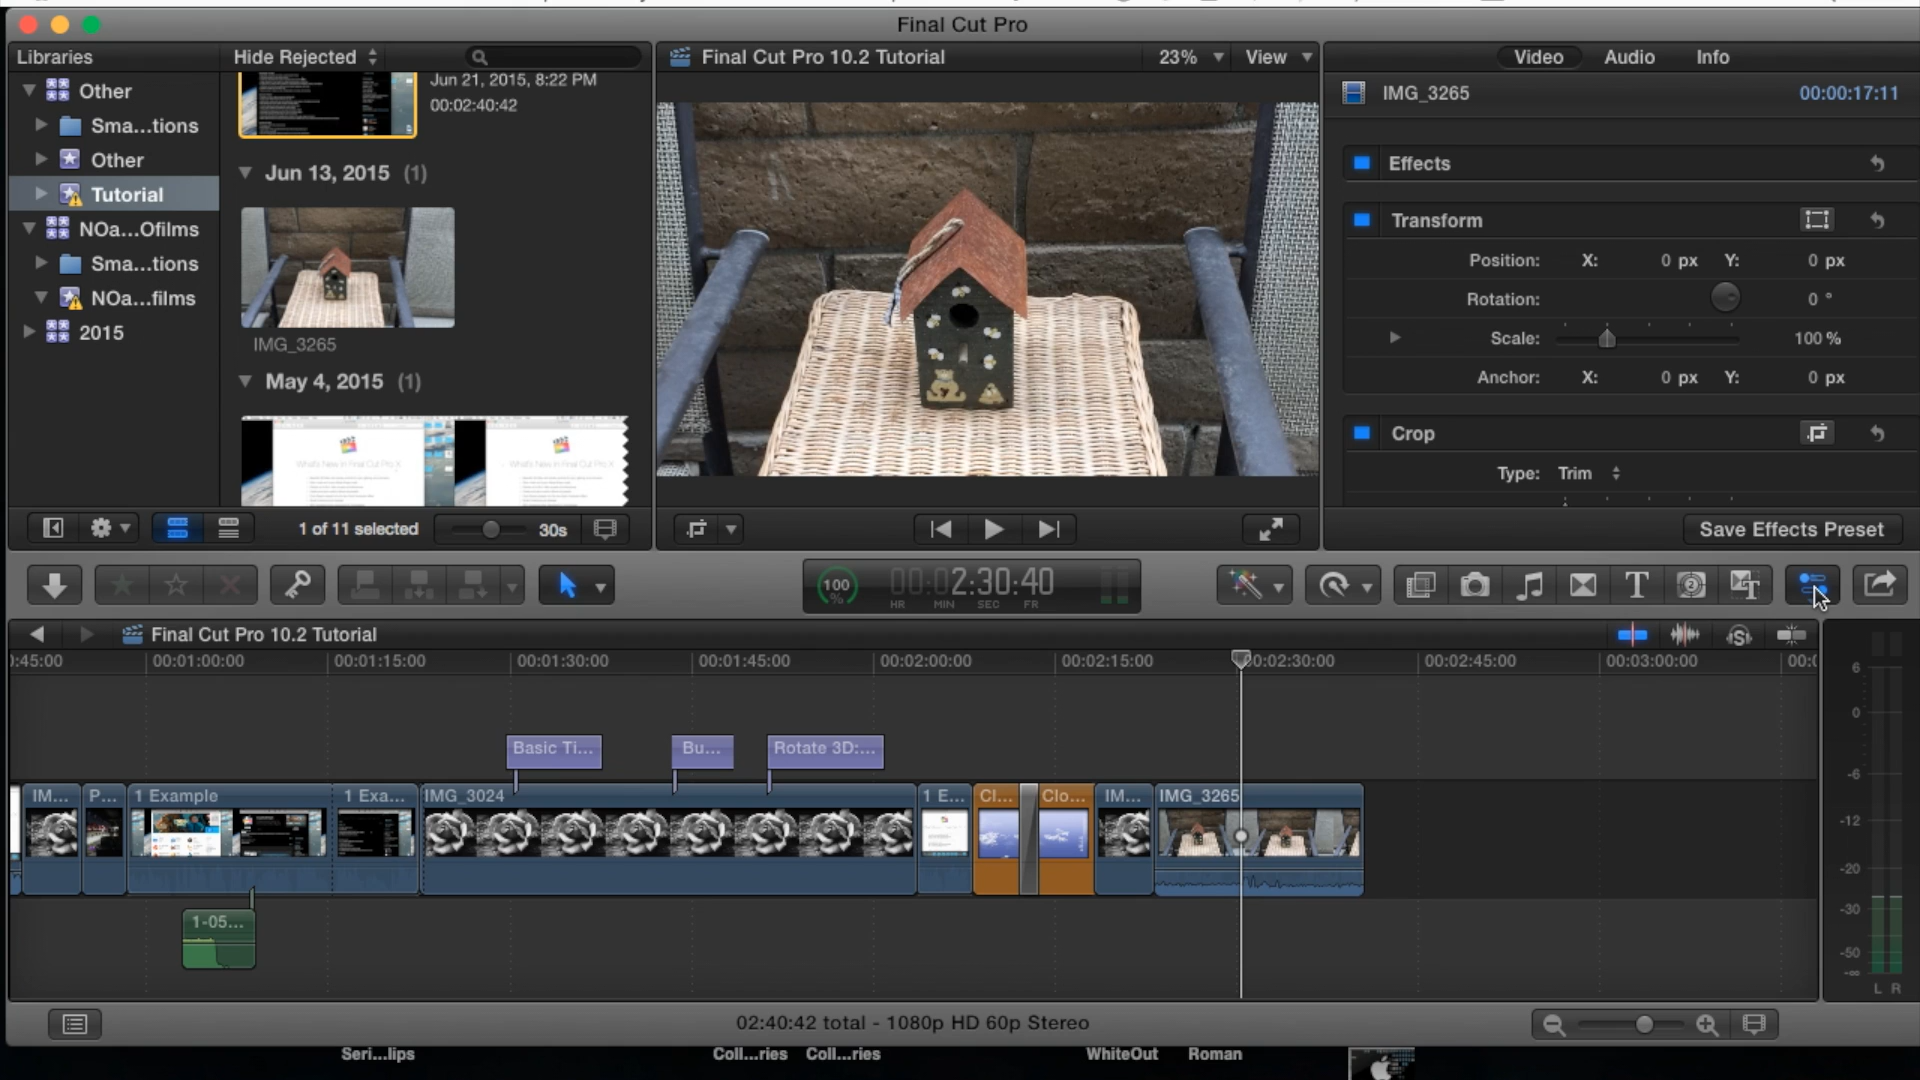 Final Cut Pro
Libraries
Hide Rejected
Final Cut Pro 10.2 Tutorial
23%
View
Video
Audio
Info
Other
Sma...tions
Other
Tutorial
NOa...Ofilms
Sma...tions
NOa...films
2015
Jun 21, 2015, 8:22 PM
00:02:40:42
Jun 13, 2015 (1)
IMG_3265
May 4, 2015 (1)
What's New in Final Cut Pro X
What's New in Final Cut Pro X
IMG_3265
00:00:17:11
Effects
Transform
Position: X: 0 px Y: 0 px
Rotation: 0 °
Scale: 100 %
Anchor: X: 0 px Y: 0 px
Crop
Type: Trim
1 of 11 selected
30s
Save Effects Preset
100 %
00:02:30:40
HR MIN SEC FR
Final Cut Pro 10.2 Tutorial
):45:00
00:01:00:00
00:01:15:00
00:01:30:00
00:01:45:00
00:02:00:00
00:02:15:00
00:02:30:00
00:02:45:00
00:03:00:00
00:0
Basic Ti...
Bu...
Rotate 3D:...
IM...
P...
1 Example
1 Exa...
IMG_3024
1 E...
Cl...
Clo...
IM...
IMG_3265
1-05...
6
0
-6
-12
-20
-30
-50
-∞
L R
02:40:42 total - 1080p HD 60p Stereo
Seri...lips
Coll...ries
Coll...ries
WhiteOut
Roman